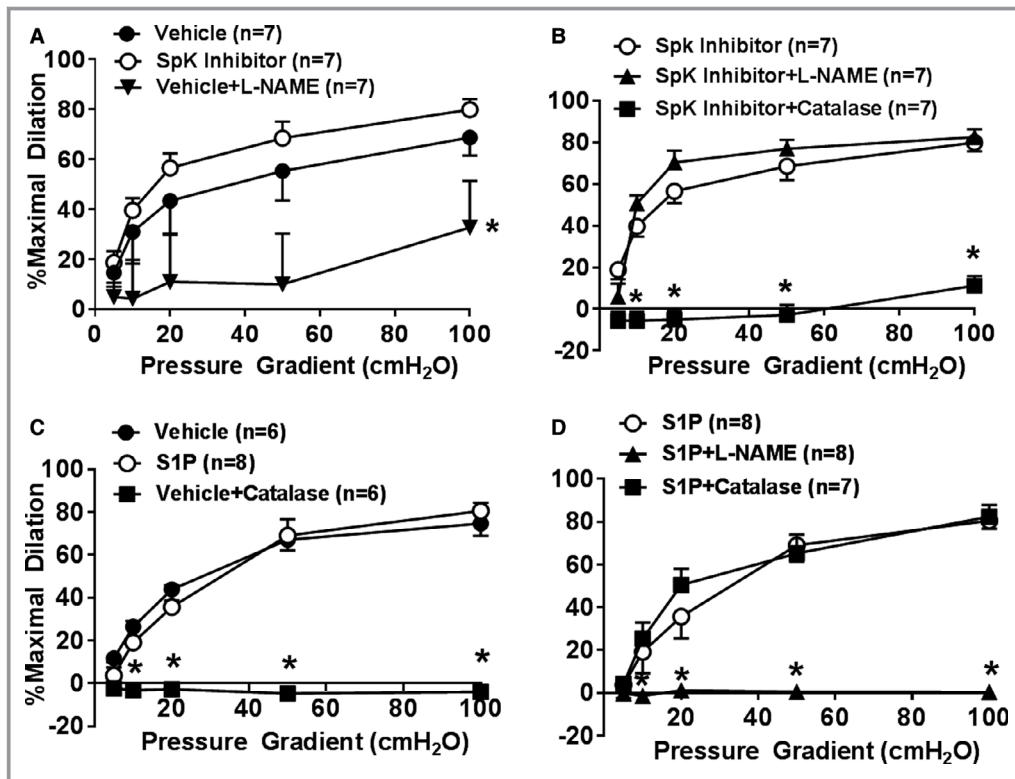 A
Vehicle (n=7)
SpK Inhibitor (n=7)
Vehicle+L-NAME (n=7)
%Maximal Dilation
100
80
60
40
20
0
0 20 40 60 80 100
*
Pressure Gradient (cmH2O)
B
Spk Inhibitor (n=7)
SpK Inhibitor+L-NAME (n=7)
SpK Inhibitor+Catalase (n=7)
100
80
60
40
20
0
-20
* * * *
20 40 60 80 100
Pressure Gradient (cmH2O)
C
Vehicle (n=6)
S1P (n=8)
Vehicle+Catalase (n=6)
%Maximal Dilation
100
80
60
40
20
0
-20
* * * *
20 40 60 80 100
Pressure Gradient (cmH2O)
D
S1P (n=8)
S1P+L-NAME (n=8)
S1P+Catalase (n=7)
100
80
60
40
20
0
-20
* * * *
20 40 60 80 100
Pressure Gradient (cmH2O)